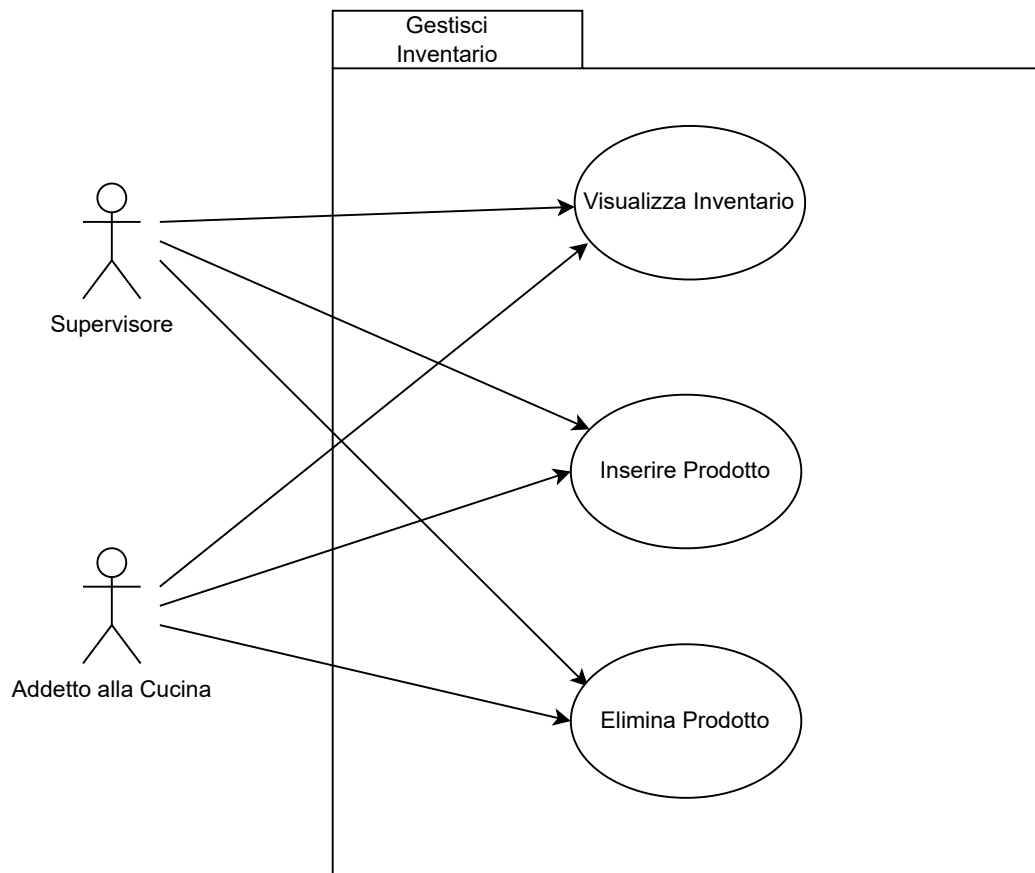 Gestisci
Inventario
Visualizza Inventario
Supervisore
Inserire Prodotto
Addetto alla Cucina
Elimina Prodotto